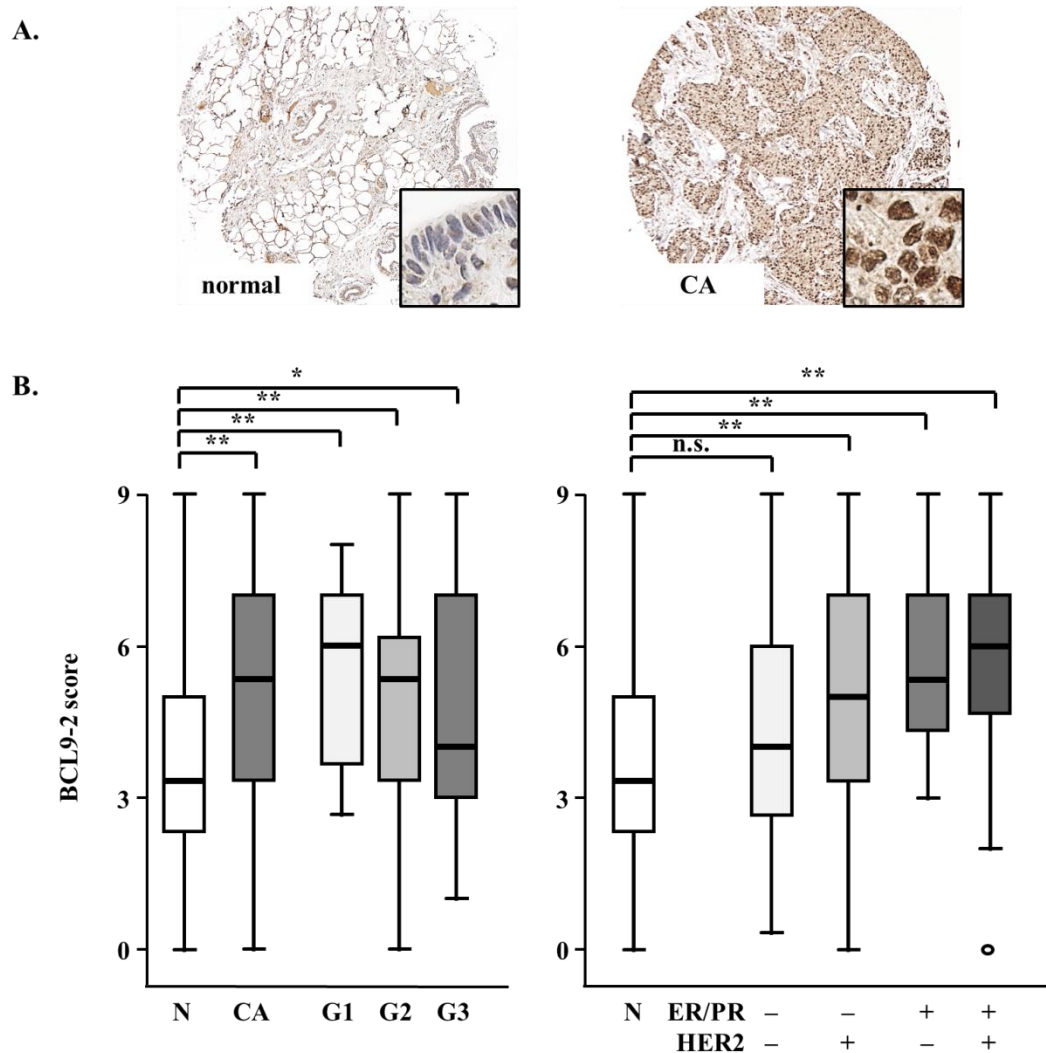 A.
normal
CA
B.
*
**
**
**
**
**
**
n.s.
9
6
3
0
BCL9-2 score
N CA G1 G2 G3
9
6
3
0
N ER/PR – – + +
HER2 – + – +